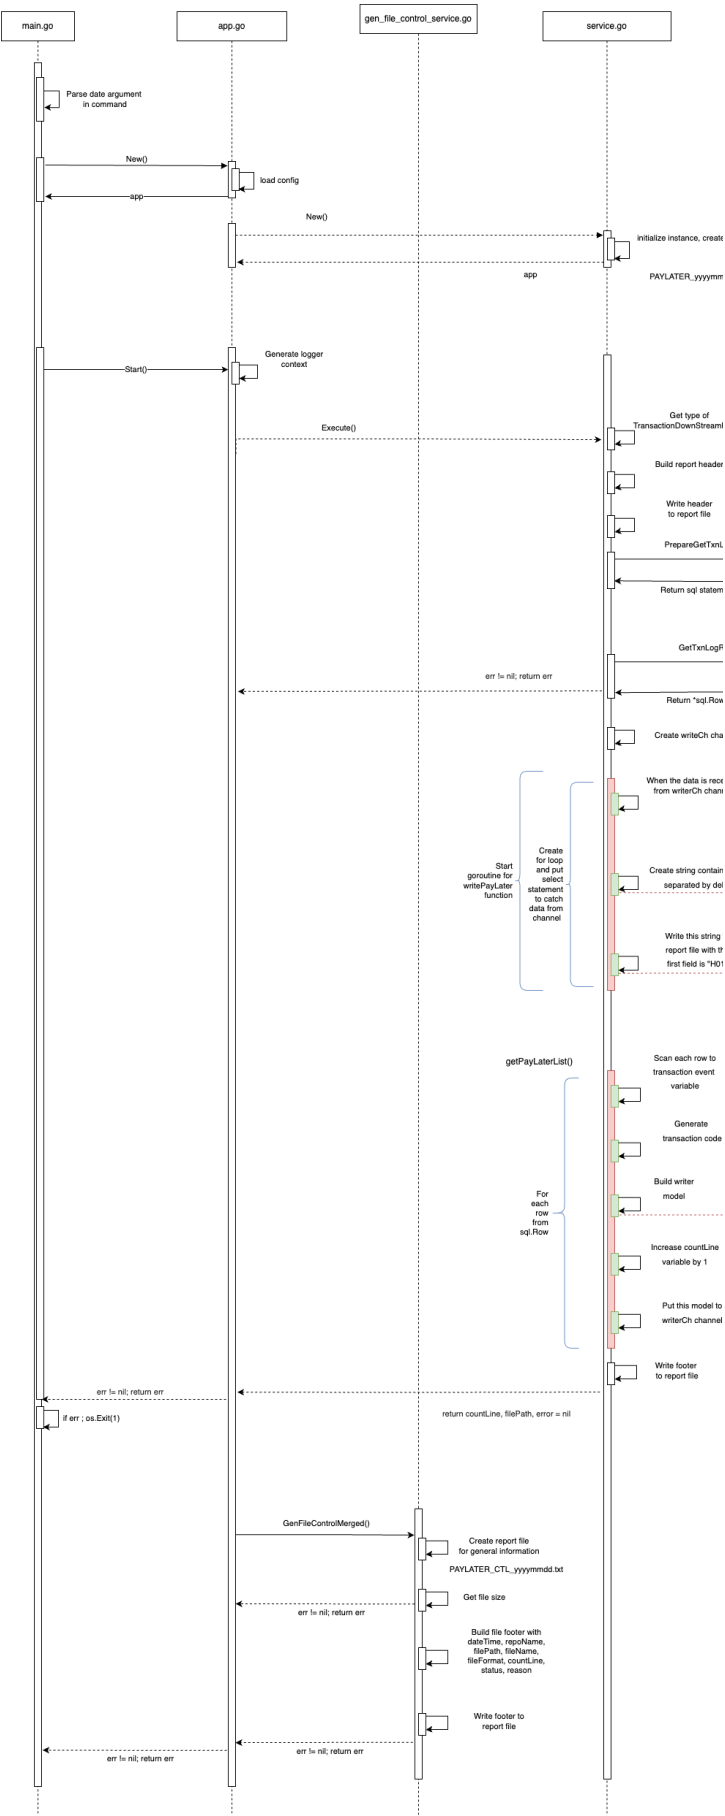 main.go
app.go
gen_file_control_service.go
service.go
Parse date argument
in command
New()
load config
app
New()
initialize instance, create
app
PAYLATER_yyyymm
Generate logger
context
Start()
Get type of
TransactionDownStream
Execute()
Build report header
Write header
to report file
PrepareGetTxnL
Return sql statem
GetTxnLogR
err != nil; return err
Return *sql.Row
Create writeCh cha
When the data is rece
from writerCh chann
Start
goroutine for
writePayLater
function
Create
for loop
and put
select
statement
to catch
data from
channel
Create string contain
separated by del
Write this string
report file with th
first field is "H01
getPayLaterList()
Scan each row to
transaction event
variable
Generate
transaction code
Build writer
model
For
each
row
from
sql.Row
Increase countLine
variable by 1
Put this model to
writerCh channel
Write footer
to report file
err != nil; return err
return countLine, filePath, error = nil
if err ; os.Exit(1)
GenFileControlMerged()
Create report file
for general information
PAYLATER_CTL_yyyymmdd.txt
Get file size
err != nil; return err
Build file footer with
dateTime, repoName,
filePath, fileName,
fileFormat, countLine,
status, reason
Write footer to
report file
err != nil; return err
err != nil; return err